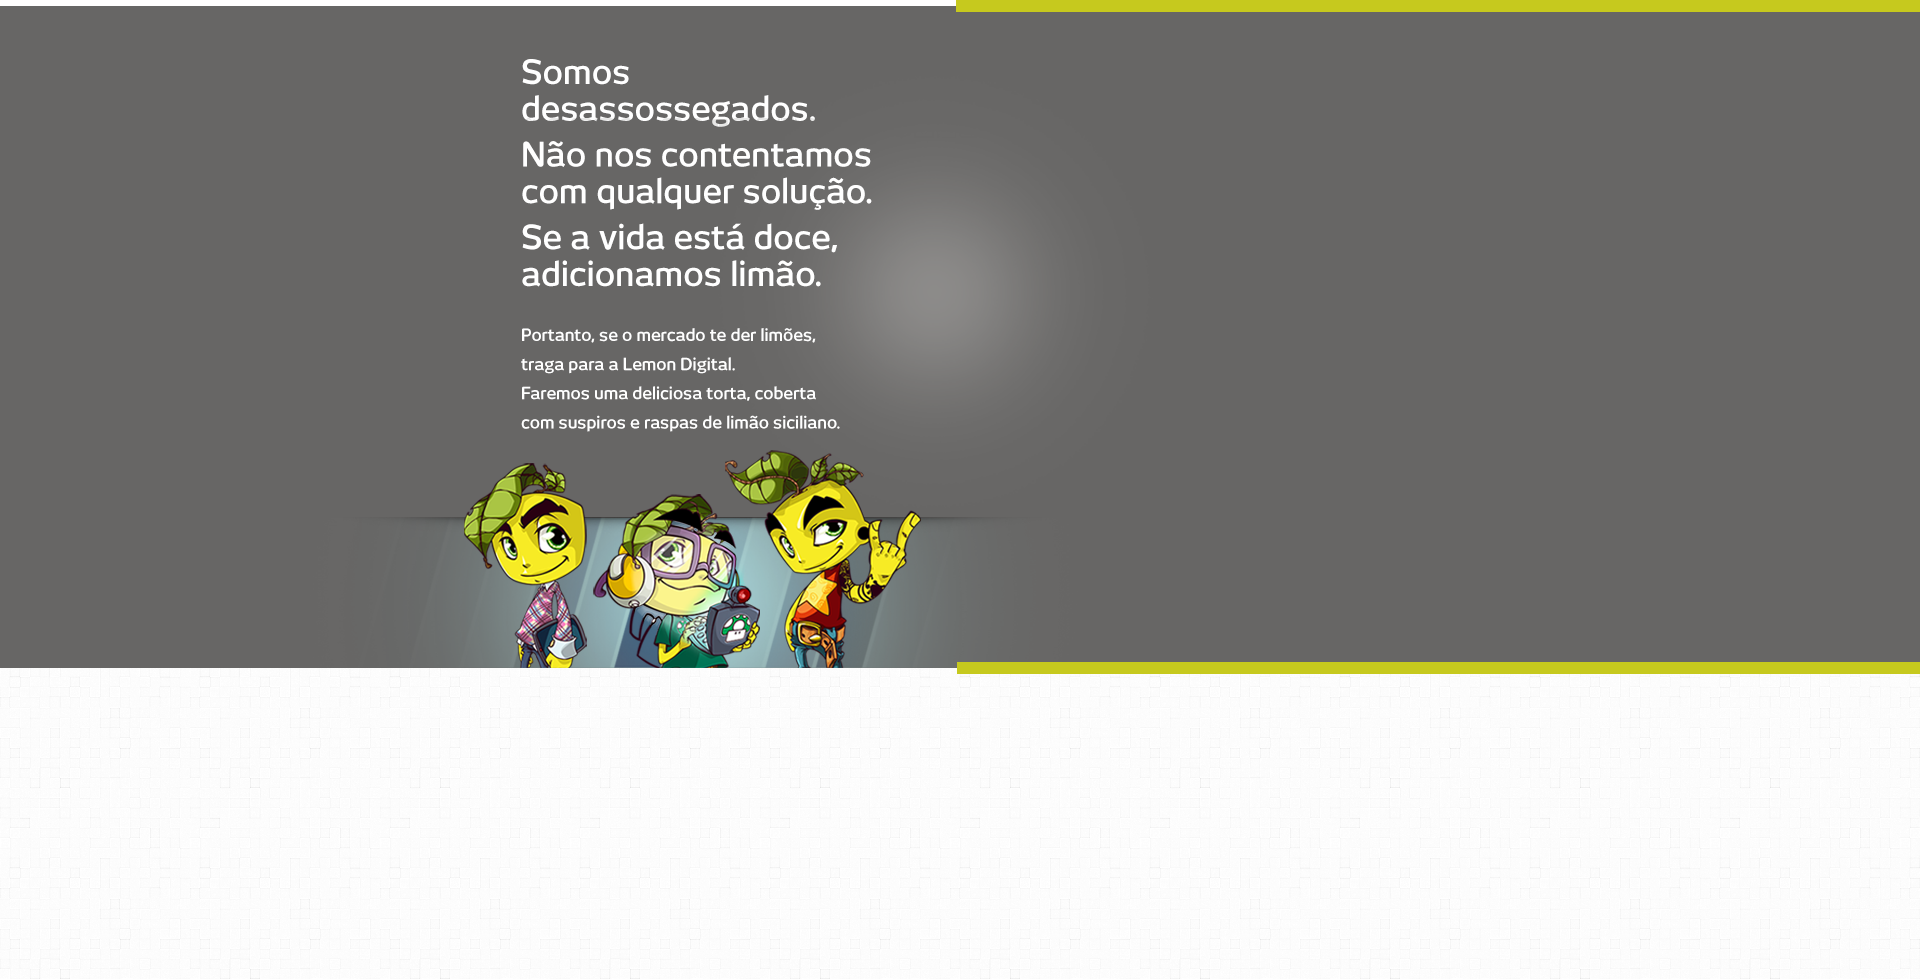 Somos
desassossegados.
Não nos contentamos
com qualquer solução.
Se a vida está doce,
adicionamos limão.
Portanto, se o mercado te der limões,
traga para a Lemon Digital.
Faremos uma deliciosa torta, coberta
com suspiros e raspas de limão siciliano.